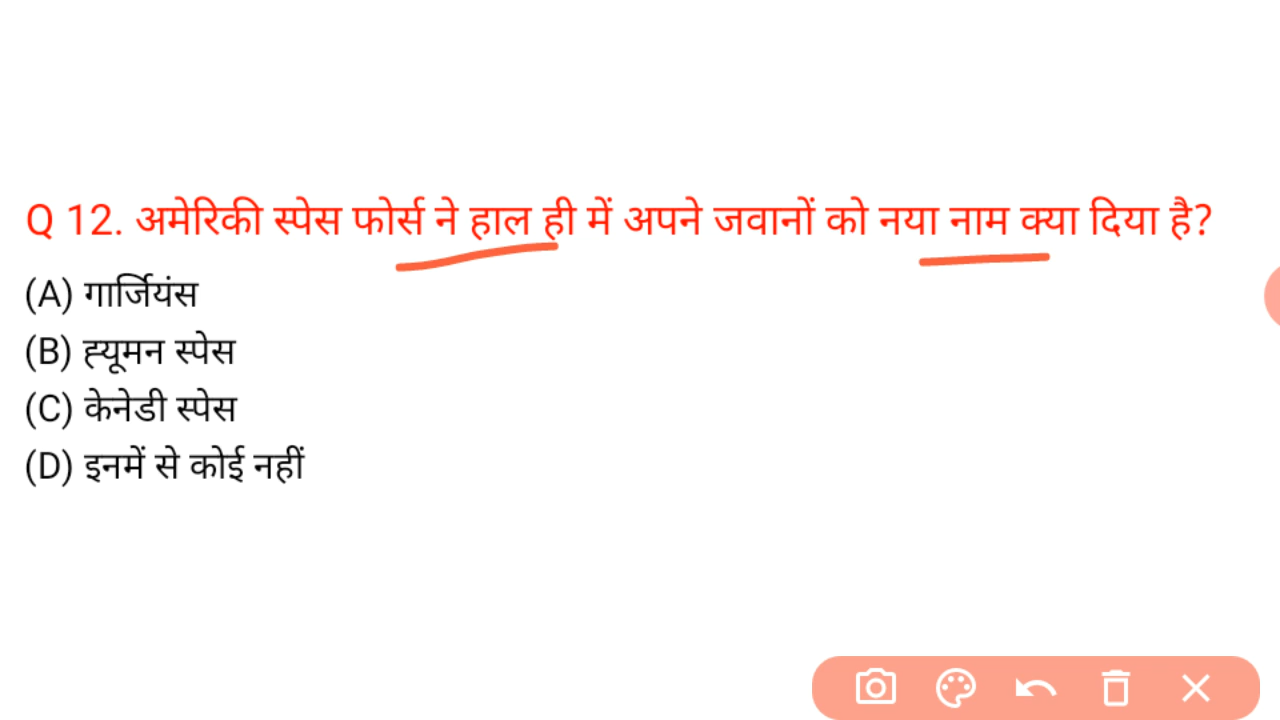 Q 12. अमेरिकी स्पेस फोर्स ने हाल ही में अपने जवानों को नया नाम क्या दिया है?
(A) गार्जियंस
(B) ह्यूमन स्पेस
(C) केनेडी स्पेस
(D) इनमें से कोई नहीं